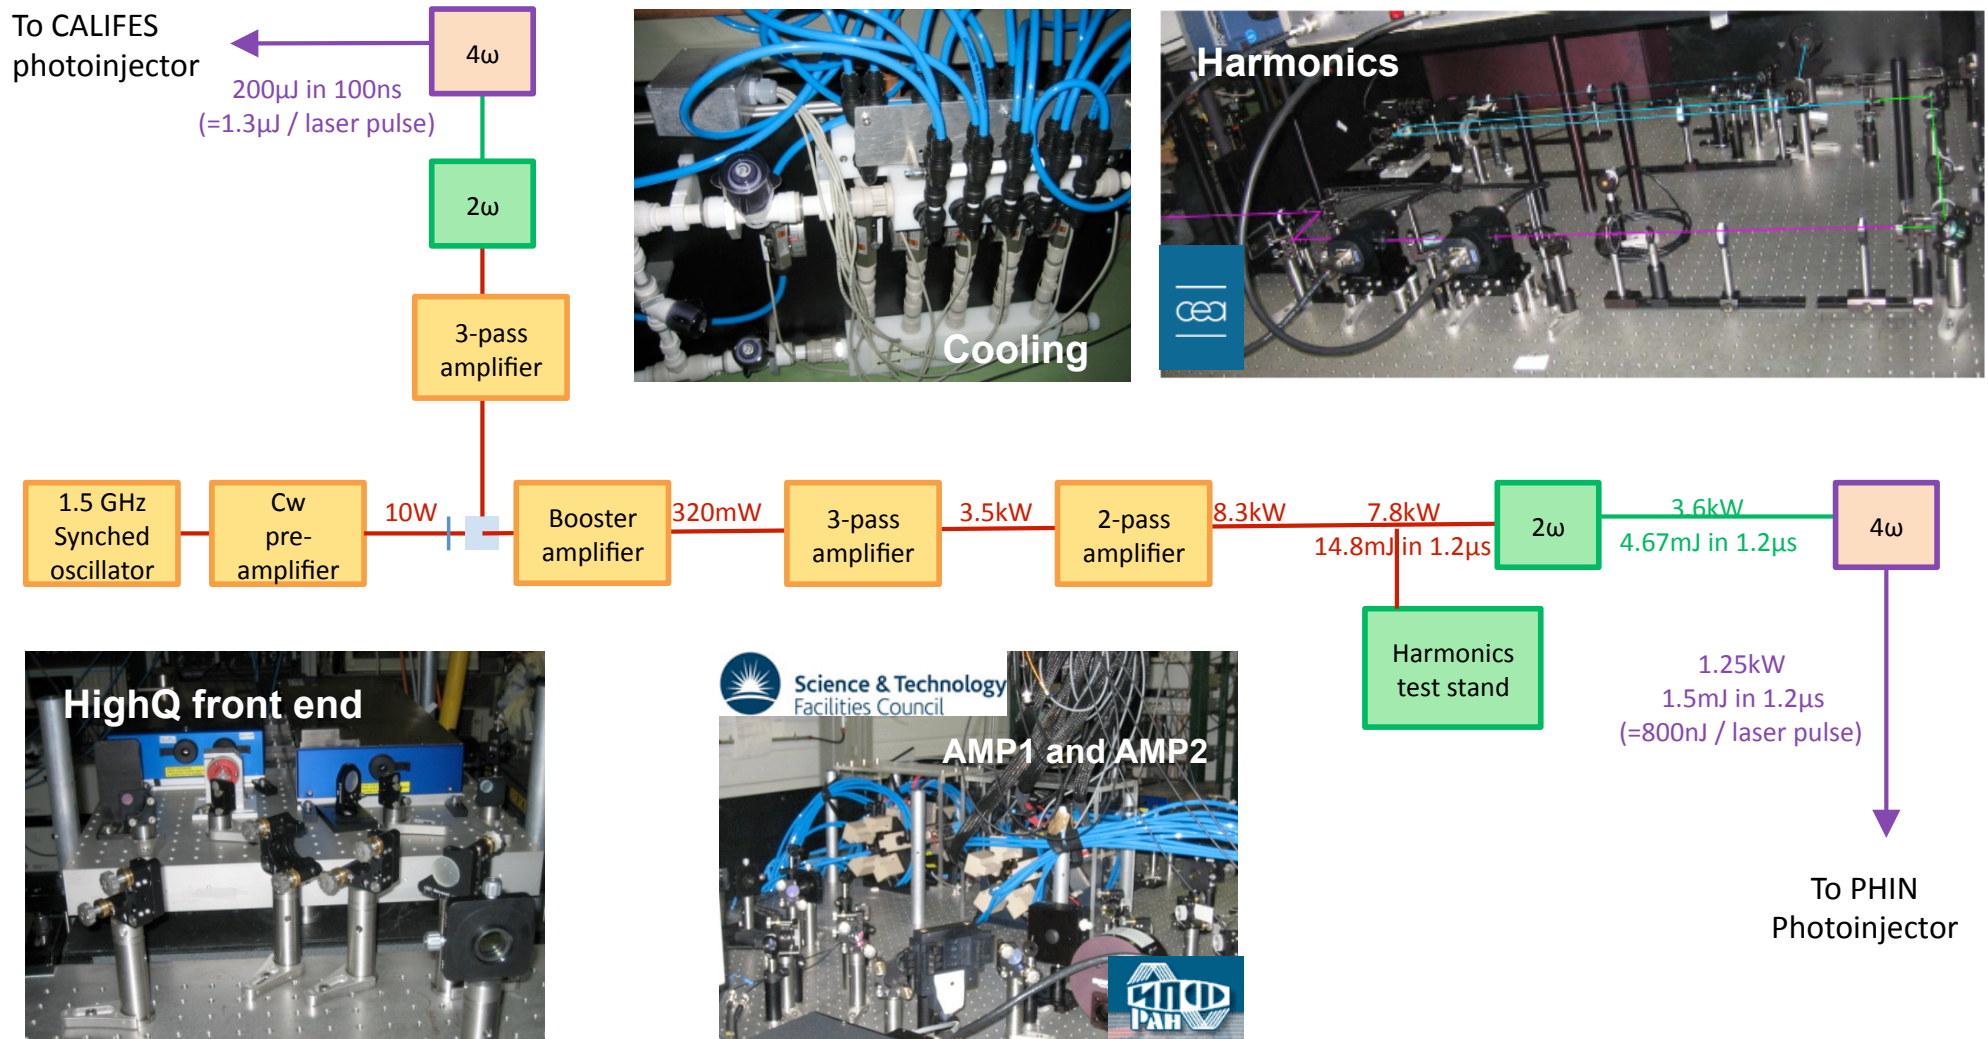 To CALIFES
photoinjector
4ω
200µJ in 100ns
(=1.3µJ / laser pulse)
2ω
3-pass
amplifier
Cooling
Harmonics
cea
1.5 GHz
Synched
oscillator
Cw
pre-
amplifier
10W
Booster
amplifier
320mW
3-pass
amplifier
3.5kW
2-pass
amplifier
8.3kW
7.8kW
14.8mJ in 1.2µs
2ω
3.6kW
4.67mJ in 1.2µs
4ω
Harmonics
test stand
1.25kW
1.5mJ in 1.2µs
(=800nJ / laser pulse)
To PHIN
Photoinjector
HighQ front end
Science & Technology
Facilities Council
AMP1 and AMP2
ИПФ
РАН